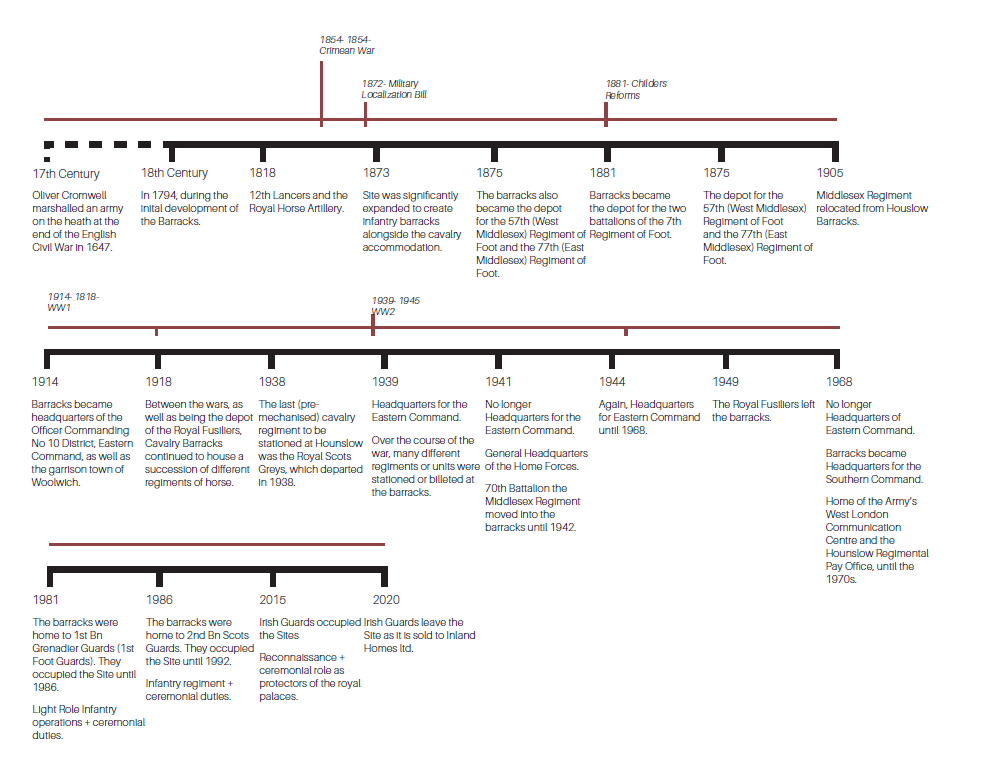 1854- 1854-
Crimean War
1872- Military
Localization Bill
1881- Childers
Reforms
17th Century
Oliver Cromwell
marshalled an army
on the heath at the
end of the English
Civil War in 1647.
18th Century
In 1794, during the
inital development of
the Barracks.
1818
12th Lancers and the
Royal Horse Artillery.
1873
Site was significantly
expanded to create
infantry barracks
alongside the cavalry
accommodation.
1875
The barracks also
became the depot
for the 57th (West
Middlesex) Regiment of
Foot and the 77th (East
Middlesex) Regiment of
Foot.
1881
Barracks became
the depot for the two
battalions of the 7th
Regiment of Foot.
1875
The depot for the
57th (West Middlesex)
Regiment of Foot
and the 77th (East
Middlesex) Regiment of
Foot.
1905
Middlesex Regiment
relocated from Houslow
Barracks.
1914- 1818-
WW1
1939- 1945
WW2
1914
Barracks became
headquarters of the
Officer Commanding
No 10 District, Eastern
Command, as well as
the garrison town of
Woolwich.
1918
Between the wars, as
well as being the depot
of the Royal Fusiliers,
Cavalry Barracks
continued to house a
succession of different
regiments of horse.
1938
The last (pre-
mechanised) cavalry
regiment to be
stationed at Hounslow
was the Royal Scots
Greys, which departed
in 1938.
1939
Headquarters for the
Eastern Command.
Over the course of the
war, many different
regiments or units were
stationed or billeted at
the barracks.
1941
No longer
Headquarters for the
Eastern Command.
General Headquarters
of the Home Forces.
70th Battalion the
Middlesex Regiment
moved into the
barracks until 1942.
1944
Again, Headquarters
for Eastern Command
until 1968.
1949
The Royal Fusiliers left
the barracks.
1968
No longer
Headquarters of
Eastern Command.
Barracks became
Headquarters for the
Southern Command.
Home of the Army's
West London
Communication
Centre and the
Hounslow Regimental
Pay Office, until the
1970s.
1981
The barracks were
home to 1st Bn
Grenadier Guards (1st
Foot Guards). They
occupied the Site until
1986.
Light Role Infantry
operations + ceremonial
duties.
1986
The barracks were
home to 2nd Bn Scots
Guards. They occupied
the Site until 1992.
Infantry regiment +
ceremonial duties.
2015
Irish Guards occupied
the Sites
Reconnaissance +
ceremonial role as
protectors of the royal
palaces.
2020
Irish Guards leave the
Site as it is sold to Inland
Homes ltd.